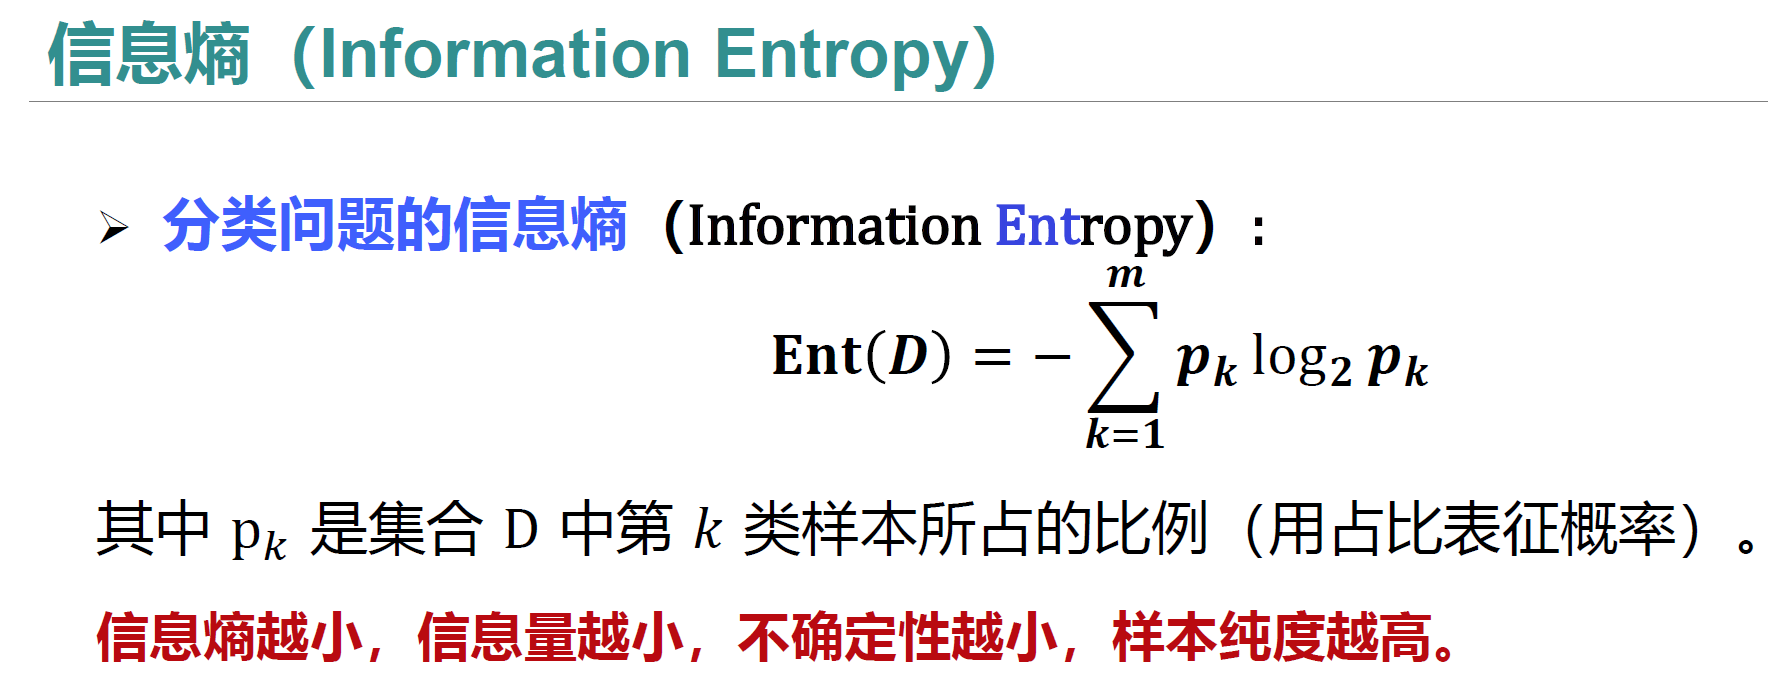 信息熵（Information Entropy）
➢ 分类问题的信息熵（Information Entropy）:
Ent(D) = − ∑_{k=1}^{m} p_k log_2 p_k
其中 p_k 是集合 D 中第 k 类样本所占的比例（用占比表征概率）。
信息熵越小，信息量越小，不确定性越小，样本纯度越高。